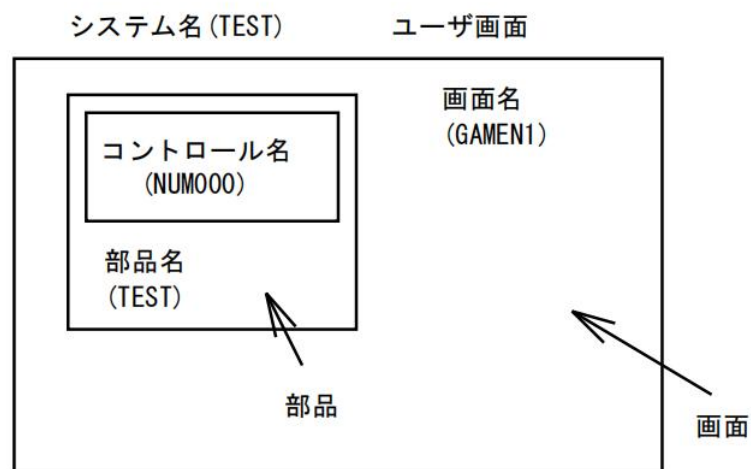 システム名(TEST)
ユーザ画面
画面名
(GAMEN1)
コントロール名
(NUM000)
部品名
(TEST)
部品
画面